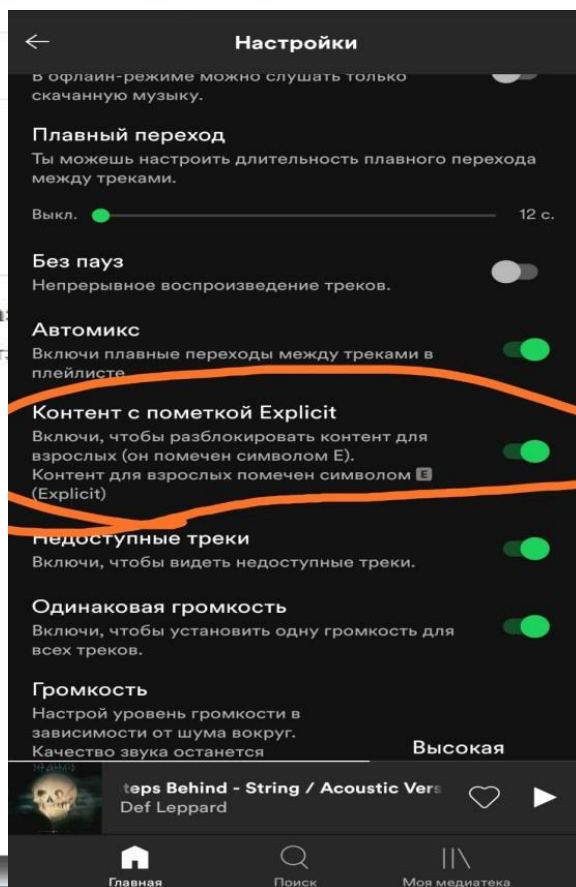 Настройки
В офлайн-режиме можно слушать только
скачанную музыку.
Плавный переход
Ты можешь настроить длительность плавного перехода
между треками.
Выкл.
12 с.
Без пауз
Непрерывное воспроизведение треков.
Автомикс
Включи плавные переходы между треками в
плейлисте.
Контент с пометкой Explicit
Включи, чтобы разблокировать контент для
взрослых (он помечен символом E).
Контент для взрослых помечен символом E
(Explicit)
Недоступные треки
Включи, чтобы видеть недоступные треки.
Одинаковая громкость
Включи, чтобы установить одну громкость для
всех треков.
Громкость
Настрой уровень громкости в
зависимости от шума вокруг.
Качество звука останется
Высокая
teps Behind - String / Acoustic Vers
Def Leppard
Главная
Поиск
Моя медиатека